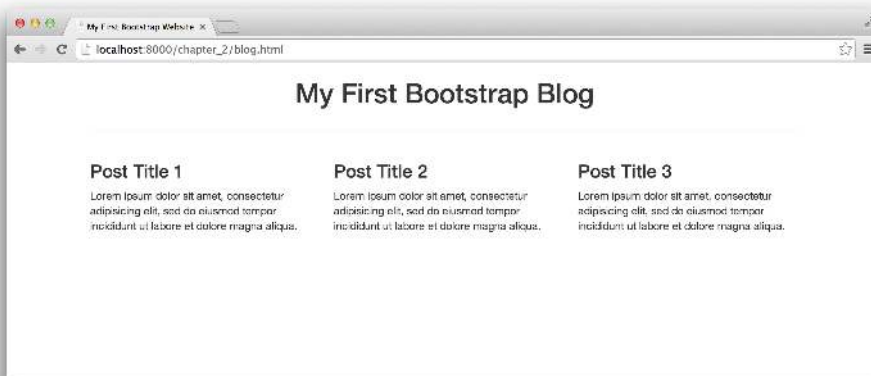 My First Bootstrap Website
localhost:8000/chapter_2/blog.html
My First Bootstrap Blog
Post Title 1
Lorem ipsum dolor sit amet, consectetur
adipisicing elit, sed do eiusmod tempor
incididunt ut labore et dolore magna aliqua.
Post Title 2
Lorem ipsum dolor sit amet, consectetur
adipisicing elit, sed do eiusmod tempor
incididunt ut labore et dolore magna aliqua.
Post Title 3
Lorem ipsum dolor sit amet, consectetur
adipisicing elit, sed do eiusmod tempor
incididunt ut labore et dolore magna aliqua.